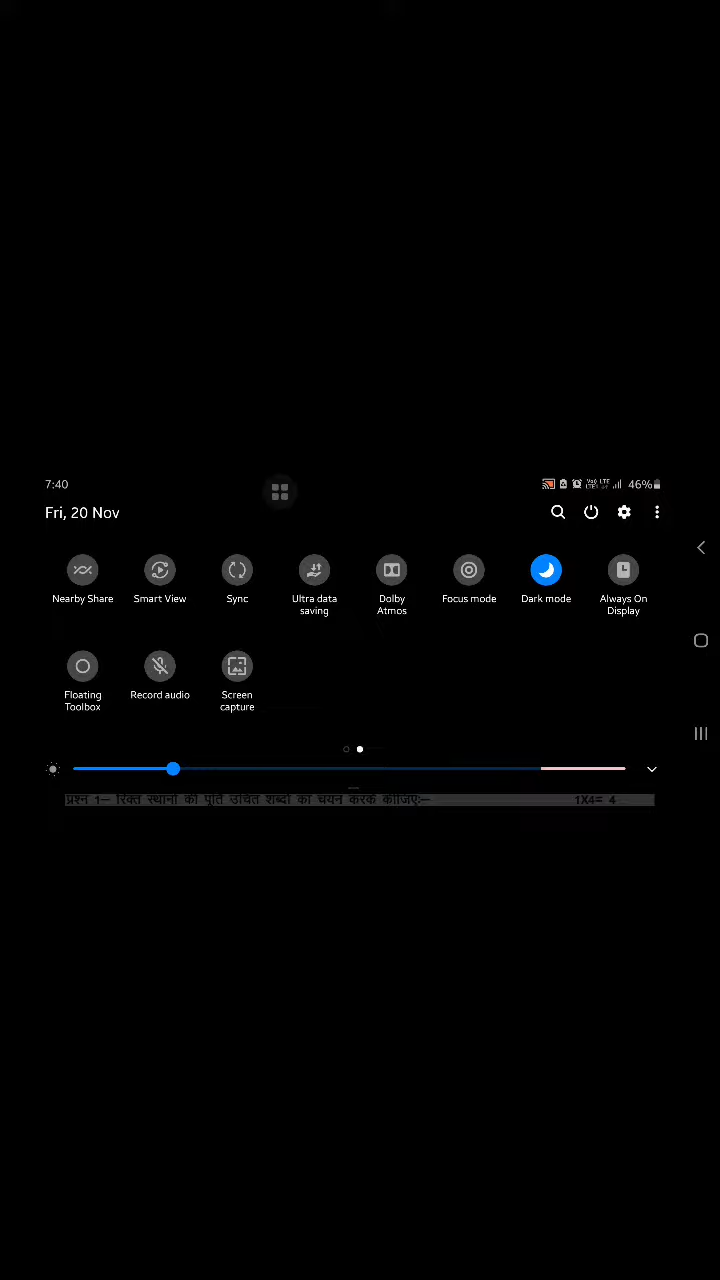 7:40
46%
Fri, 20 Nov
Nearby Share
Smart View
Sync
Ultra data
saving
Dolby
Atmos
Focus mode
Dark mode
Always On
Display
Floating
Toolbox
Record audio
Screen
capture
प्रश्न 1– रिक्त स्थानों की पूर्ति उचित शब्दों का चयन करके कीजिएः– 1X4= 4